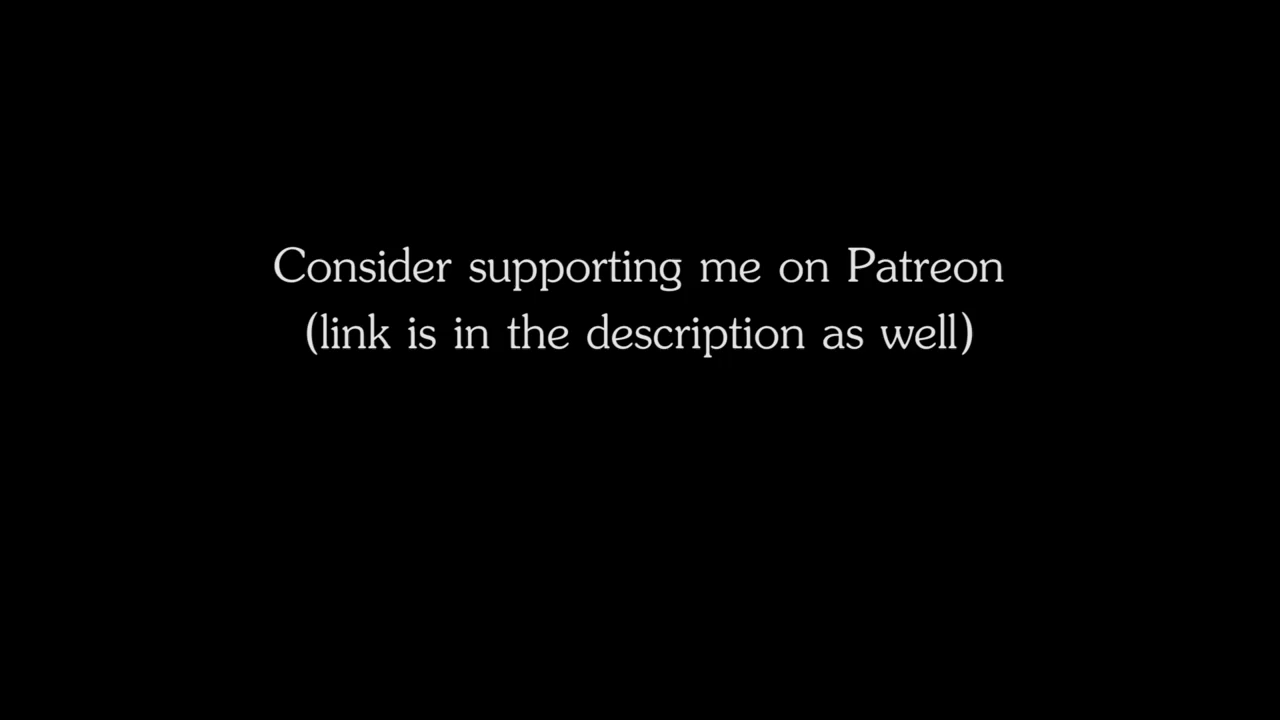 Consider supporting me on Patreon
(link is in the description as well)